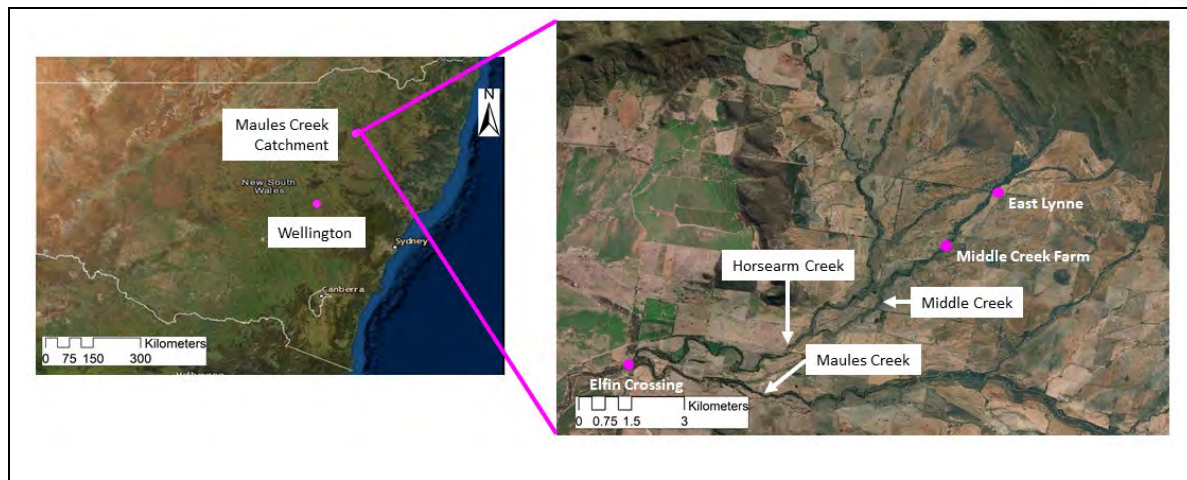 N
Maules Creek
Catchment
New South
Wales
Wellington
Sydney
Canberra
Kilometers
0 75 150 300
East Lynne
Middle Creek Farm
Horsearm Creek
Middle Creek
Maules Creek
Elfin Crossing
Kilometers
0 0.75 1.5 3